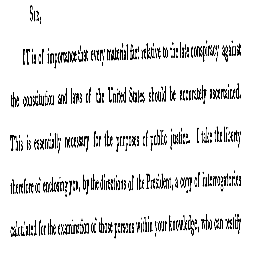 Sir,
IT is of importance that every material fact relative to the late conspiracy against
the constitution and laws of the United States should be accurately ascertained.
This is essentially necessary for the purposes of public justice. I take the liberty
therefore of enclosing you, by the directions of the President, a copy of interrogatories
calculated for the examination of those persons within your knowledge, who can testify